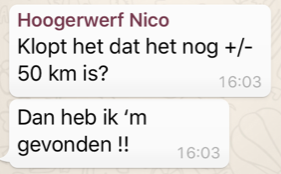 Hoogerwerf Nico
Klopt het dat het nog +/-
50 km is?
16:03
Dan heb ik ‘m
gevonden !!
16:03